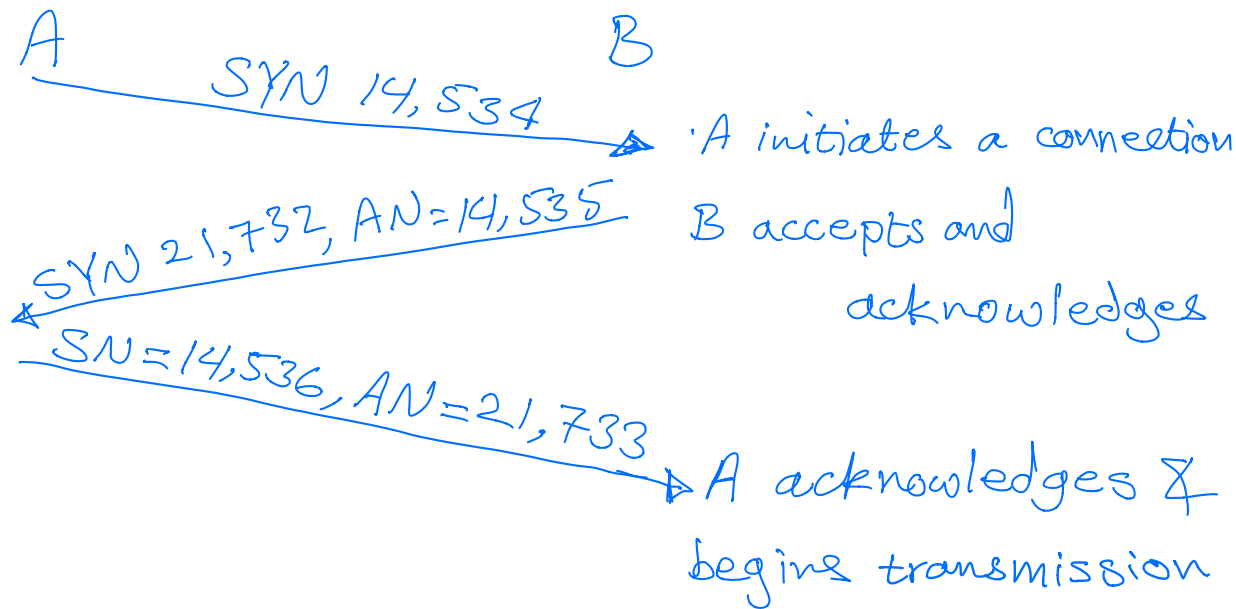 A
B
SYN 14,534
·A initiates a connection
SYN 21,732, AN=14,535
B accepts and
acknowledges
SN=14,536, AN=21,733
A acknowledges &
begins transmission